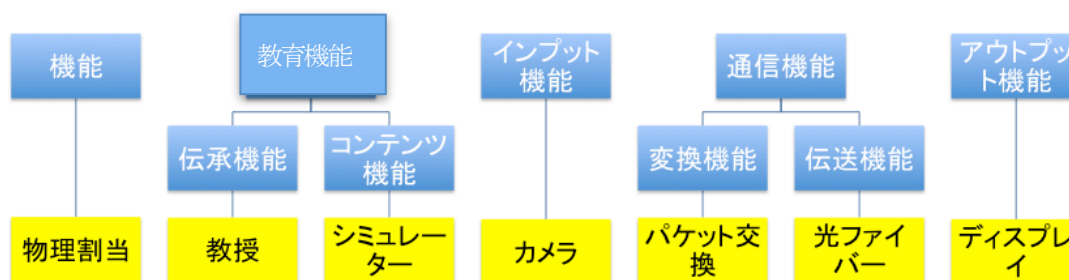 機能
教育機能
インプット
機能
通信機能
アウトプッ
ト機能
伝承機能
コンテンツ
機能
変換機能
伝送機能
物理割当
教授
シミュレー
ター
カメラ
パケット交
換
光ファイ
バー
ディスプレ
イ